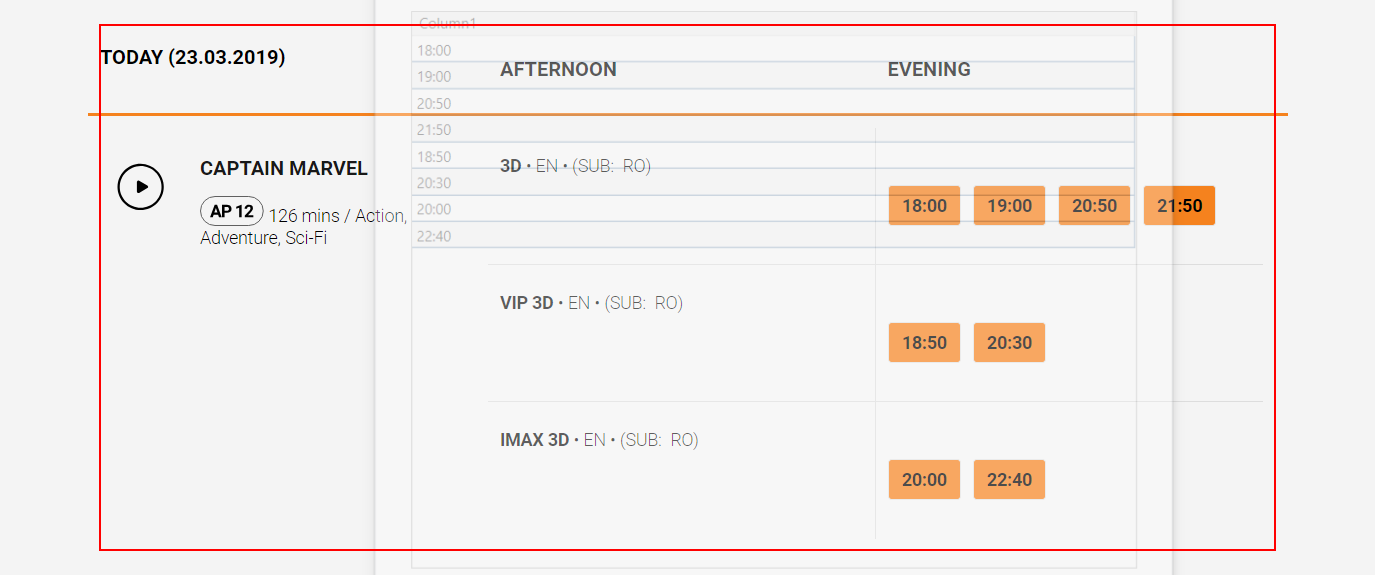 Column1
TODAY (23.03.2019)
18:00
AFTERNOON
EVENING
19:00
20:50
21:50
18:50
3D • EN • (SUB: RO)
CAPTAIN MARVEL
20:30
20:00
18:00 19:00 20:50 21:50
AP 12 126 mins / Action,
Adventure, Sci-Fi
22:40
VIP 3D • EN • (SUB: RO)
18:50 20:30
IMAX 3D • EN • (SUB: RO)
20:00 22:40